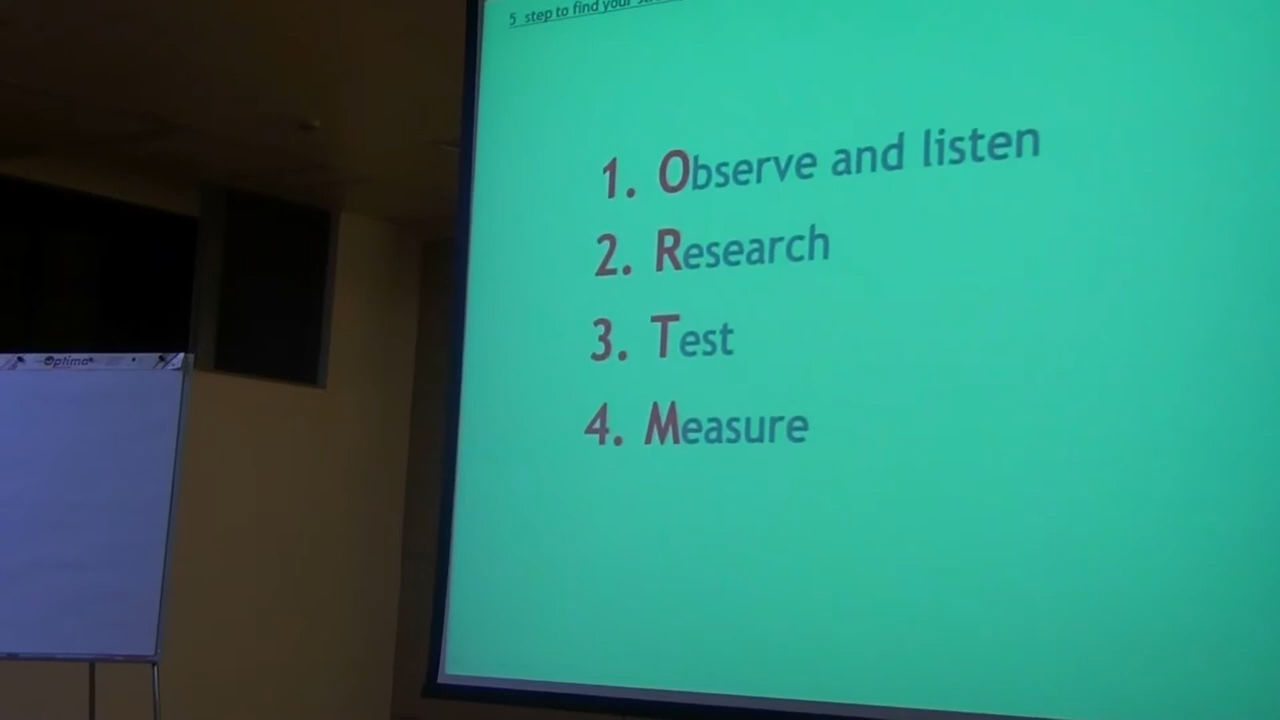 5 step to find your
1. Observe and listen
2. Research
3. Test
4. Measure
Optima